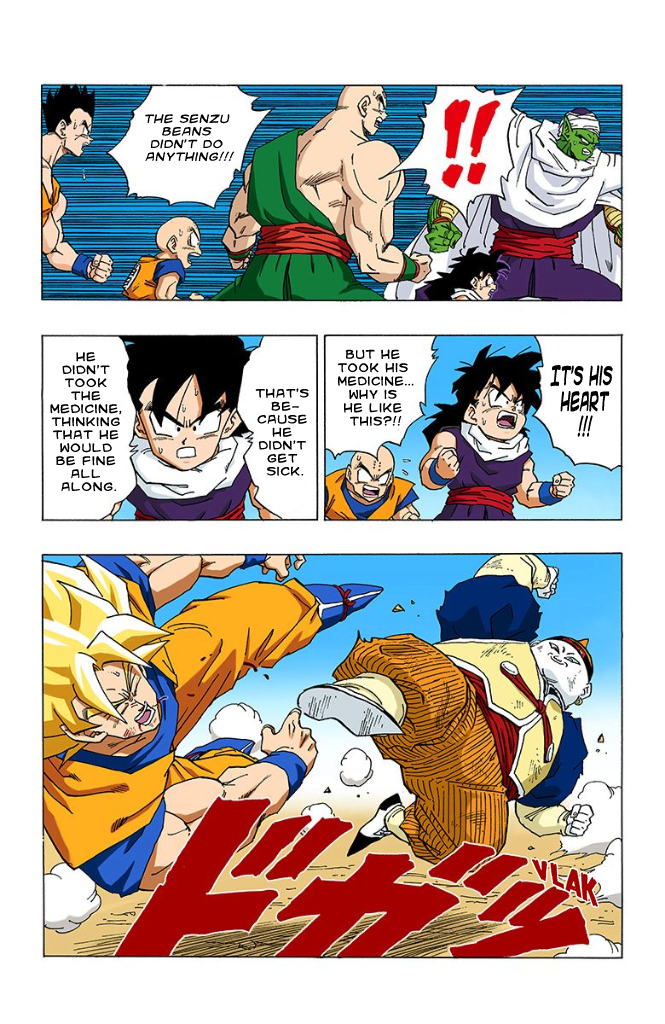 THE SENZU
BEANS
DIDN'T DO
ANYTHING!!!
!!
IT'S HIS
HEART
!!!
BUT HE
TOOK HIS
MEDICINE...
WHY IS
HE LIKE
THIS?!!
THAT'S
BE-
CAUSE
HE
DIDN'T
GET
SICK.
HE
DIDN'T
TOOK
THE
MEDICINE,
THINKING
THAT HE
WOULD
BE FINE
ALL
ALONG.
ドガッ
VLAK